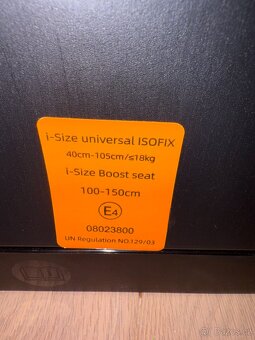 i-Size universal ISOFIX
40cm-105cm/≤18kg
i-Size Boost seat
100-150cm
E4
08023800
UN Regulation NO.129/03